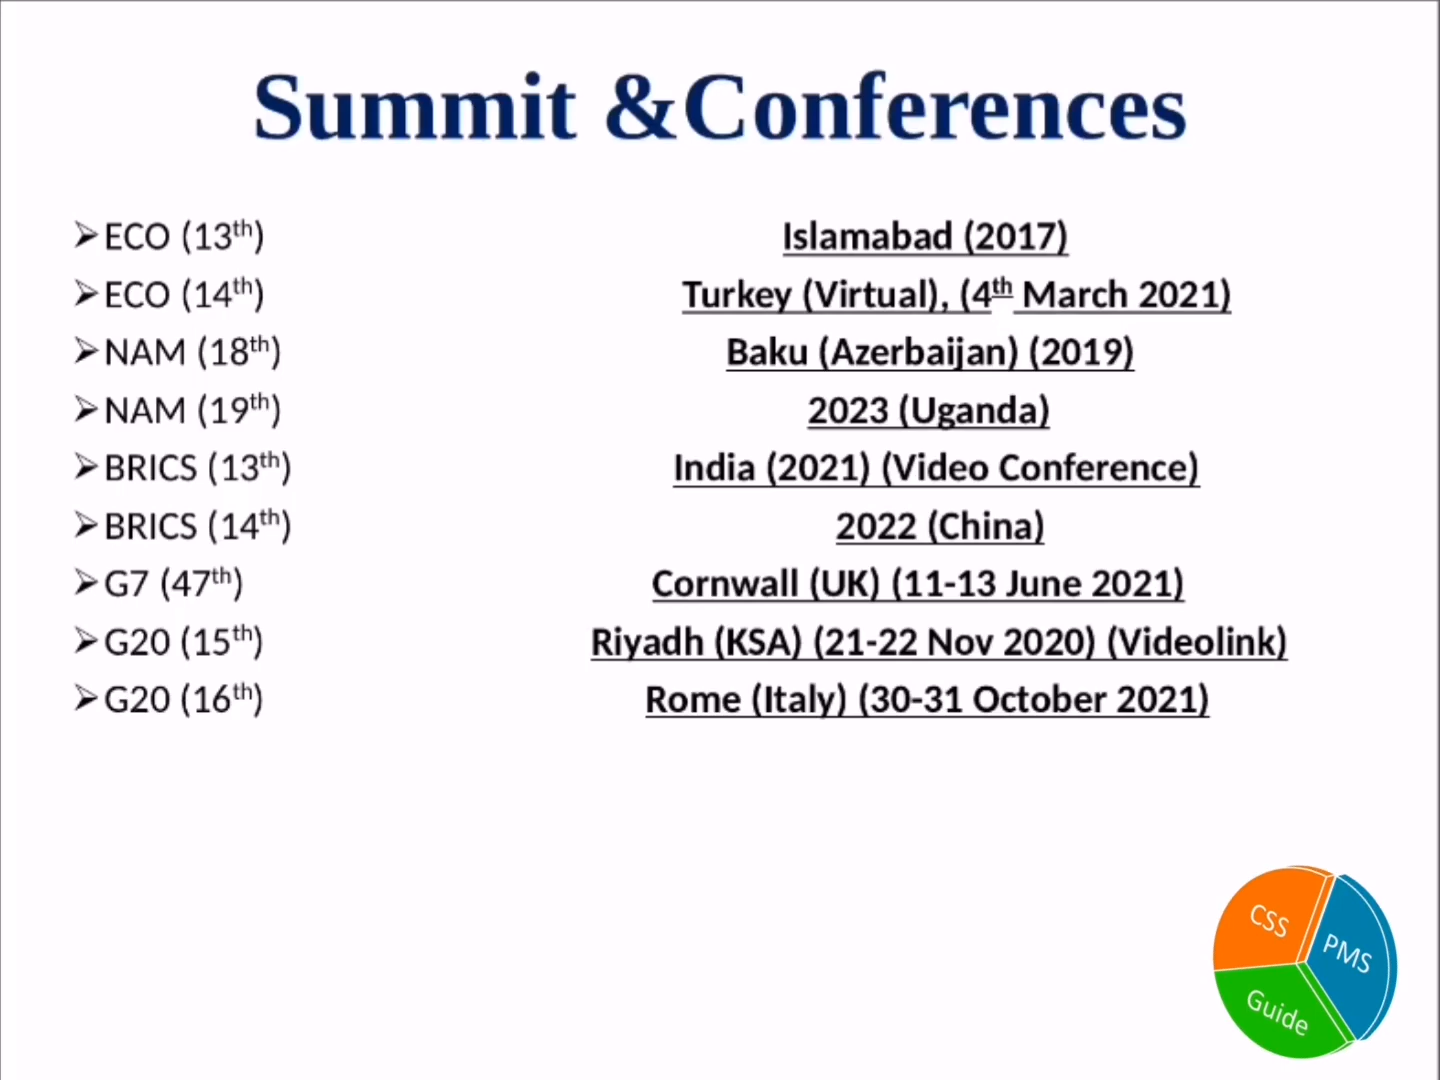 Summit &Conferences
➢ECO (13th) Islamabad (2017)
➢ECO (14th) Turkey (Virtual), (4th March 2021)
➢NAM (18th) Baku (Azerbaijan) (2019)
➢NAM (19th) 2023 (Uganda)
➢BRICS (13th) India (2021) (Video Conference)
➢BRICS (14th) 2022 (China)
➢G7 (47th) Cornwall (UK) (11-13 June 2021)
➢G20 (15th) Riyadh (KSA) (21-22 Nov 2020) (Videolink)
➢G20 (16th) Rome (Italy) (30-31 October 2021)
CSS
PMS
Guide